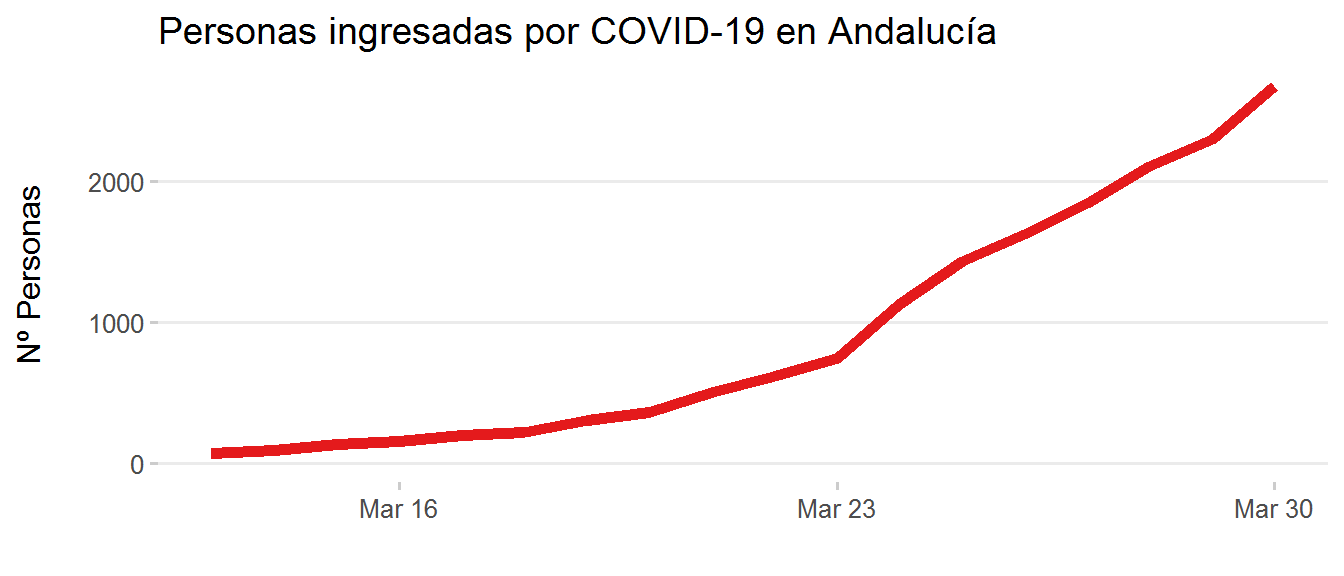 Personas ingresadas por COVID-19 en Andalucía
Nº Personas
2000
1000
0
Mar 16
Mar 23
Mar 30